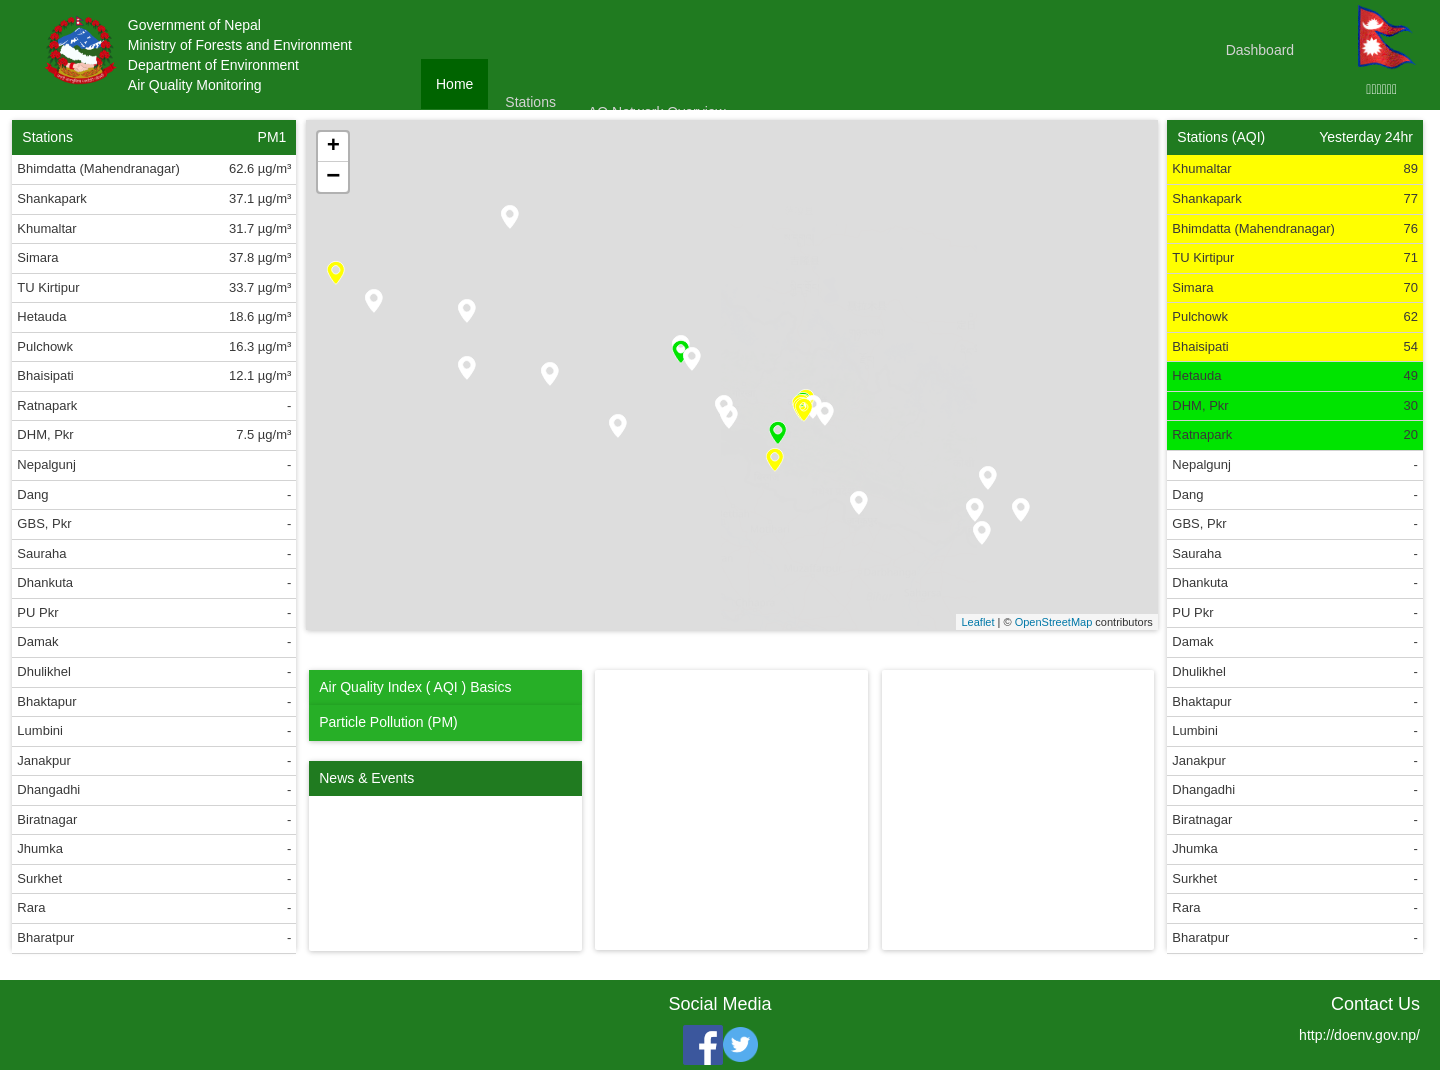 Government of Nepal
Ministry of Forests and Environment
Department of Environment
Air Quality Monitoring
Home
Stations
AQ Network Overview
Dashboard
Stations PM1
Bhimdatta (Mahendranagar) 62.6 µg/m³
Shankapark 37.1 µg/m³
Khumaltar 31.7 µg/m³
Simara 37.8 µg/m³
TU Kirtipur 33.7 µg/m³
Hetauda 18.6 µg/m³
Pulchowk 16.3 µg/m³
Bhaisipati 12.1 µg/m³
Ratnapark -
DHM, Pkr 7.5 µg/m³
Nepalgunj -
Dang -
GBS, Pkr -
Sauraha -
Dhankuta -
PU Pkr -
Damak -
Dhulikhel -
Bhaktapur -
Lumbini -
Janakpur -
Dhangadhi -
Biratnagar -
Jhumka -
Surkhet -
Rara -
Bharatpur -
+
−
Leaflet | © OpenStreetMap contributors
Air Quality Index ( AQI ) Basics
Particle Pollution (PM)
News & Events
Stations (AQI) Yesterday 24hr
Khumaltar 89
Shankapark 77
Bhimdatta (Mahendranagar) 76
TU Kirtipur 71
Simara 70
Pulchowk 62
Bhaisipati 54
Hetauda 49
DHM, Pkr 30
Ratnapark 20
Nepalgunj -
Dang -
GBS, Pkr -
Sauraha -
Dhankuta -
PU Pkr -
Damak -
Dhulikhel -
Bhaktapur -
Lumbini -
Janakpur -
Dhangadhi -
Biratnagar -
Jhumka -
Surkhet -
Rara -
Bharatpur -
Social Media
Contact Us
http://doenv.gov.np/